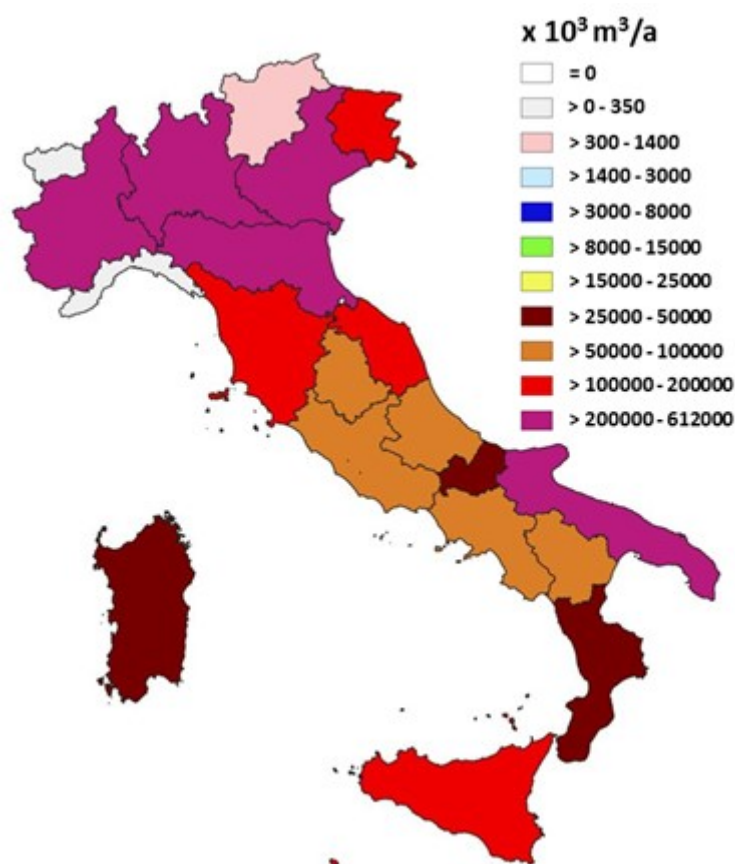 x 10³ m³/a
= 0
> 0 - 350
> 300 - 1400
> 1400 - 3000
> 3000 - 8000
> 8000 - 15000
> 15000 - 25000
> 25000 - 50000
> 50000 - 100000
> 100000 - 200000
> 200000 - 612000